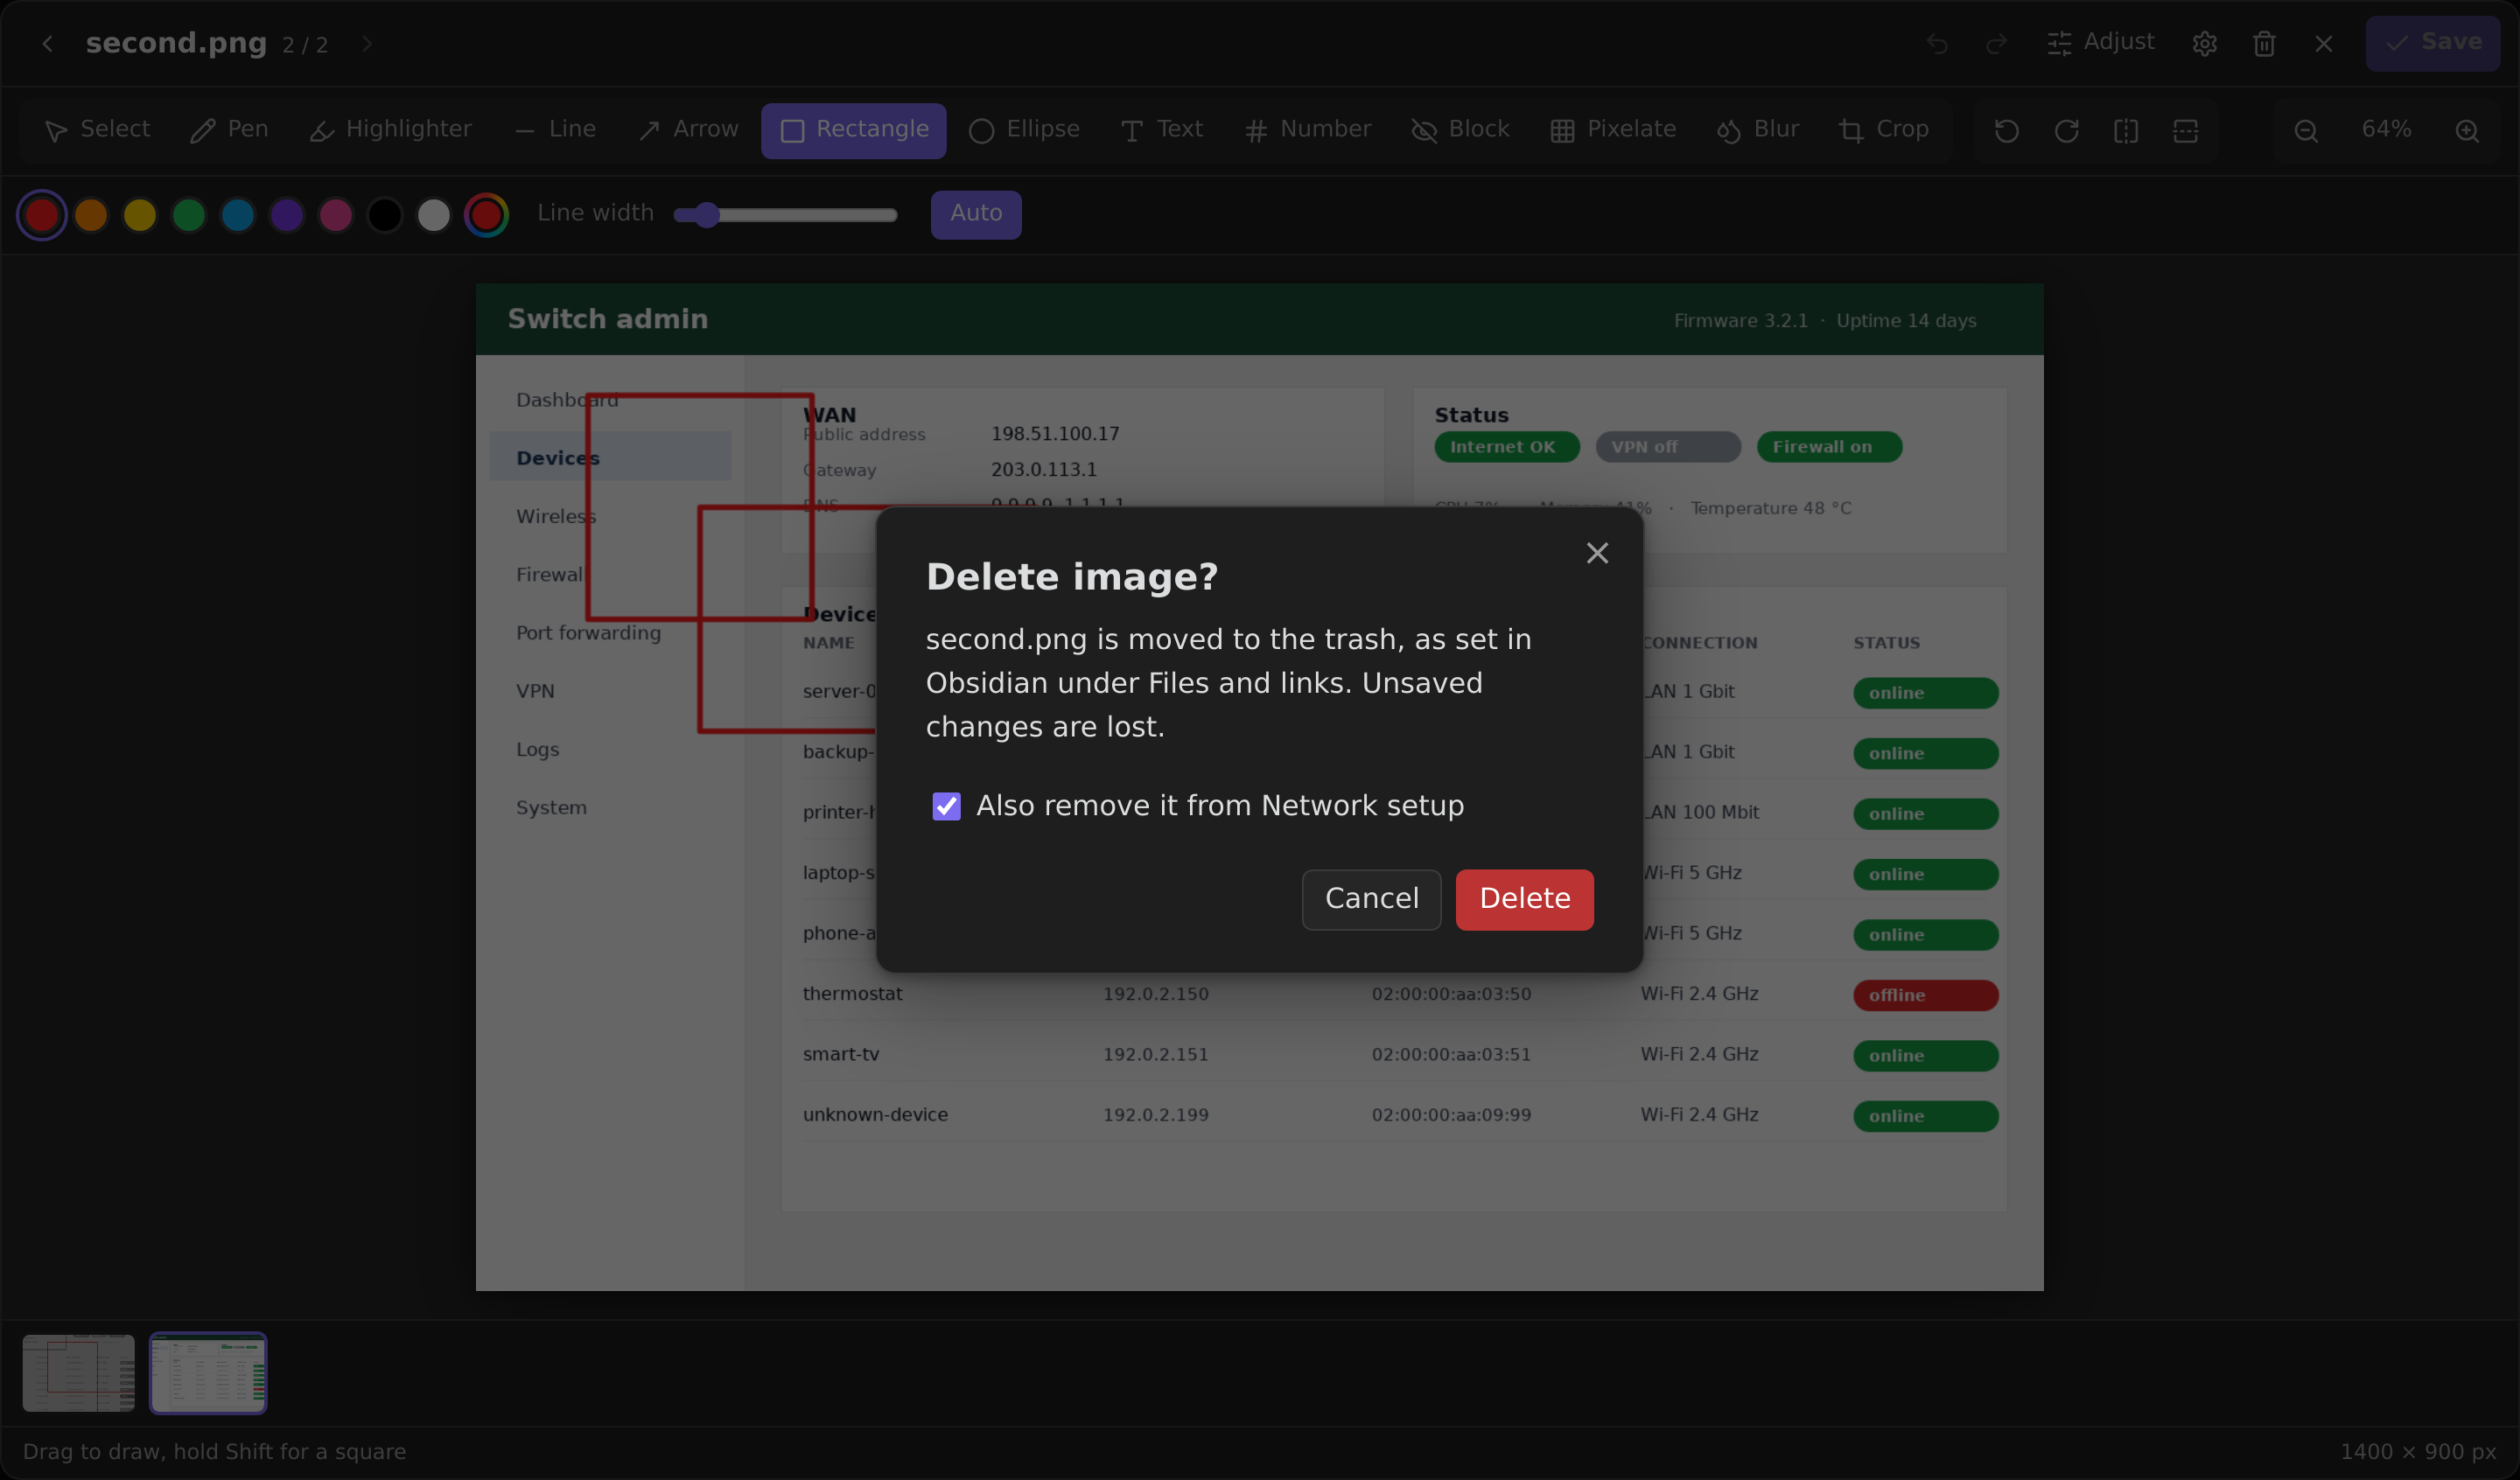 second.png 2 / 2
Adjust
Save
Select
Pen
Highlighter
Line
Arrow
Rectangle
Ellipse
Text
Number
Block
Pixelate
Blur
Crop
64%
Line width
Auto
Switch admin
Firmware 3.2.1 · Uptime 14 days
Dashboard
Devices
Wireless
Firewall
Port forwarding
VPN
Logs
System
WAN
Public address 198.51.100.17
Gateway 203.0.113.1
DNS
Status
Internet OK
VPN off
Firewall on
Temperature 48 °C
Device
NAME CONNECTION STATUS
server-0 LAN 1 Gbit online
backup- LAN 1 Gbit online
printer- LAN 100 Mbit online
laptop-s Wi-Fi 5 GHz online
phone-a Wi-Fi 5 GHz online
thermostat 192.0.2.150 02:00:00:aa:03:50 Wi-Fi 2.4 GHz offline
smart-tv 192.0.2.151 02:00:00:aa:03:51 Wi-Fi 2.4 GHz online
unknown-device 192.0.2.199 02:00:00:aa:09:99 Wi-Fi 2.4 GHz online
Delete image?
second.png is moved to the trash, as set in
Obsidian under Files and links. Unsaved
changes are lost.
Also remove it from Network setup
Cancel
Delete
Drag to draw, hold Shift for a square
1400 × 900 px